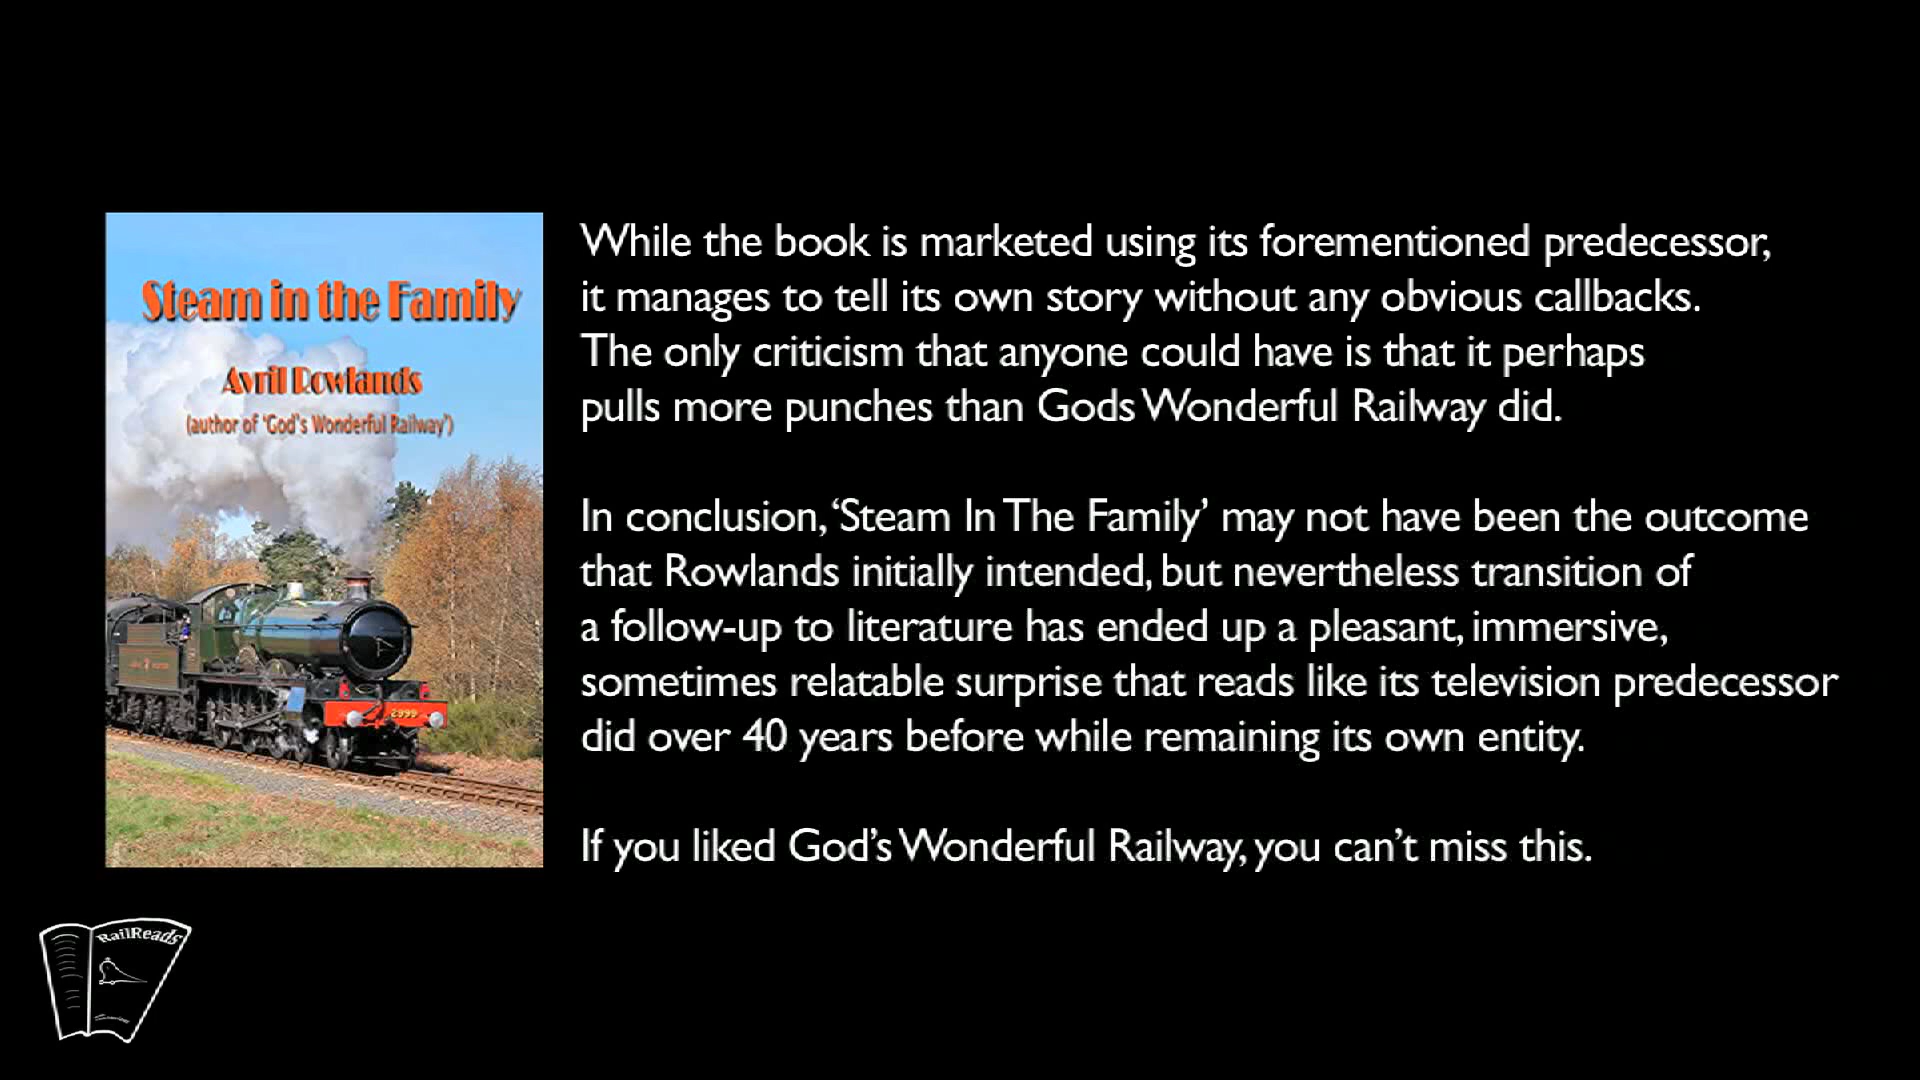 Steam in the Family
Avril Rowlands
(author of 'God's Wonderful Railway')
2999
While the book is marketed using its forementioned predecessor,
it manages to tell its own story without any obvious callbacks.
The only criticism that anyone could have is that it perhaps
pulls more punches than Gods Wonderful Railway did.
In conclusion, ‘Steam In The Family’ may not have been the outcome
that Rowlands initially intended, but nevertheless transition of
a follow-up to literature has ended up a pleasant, immersive,
sometimes relatable surprise that reads like its television predecessor
did over 40 years before while remaining its own entity.
If you liked God’s Wonderful Railway, you can’t miss this.
RailReads